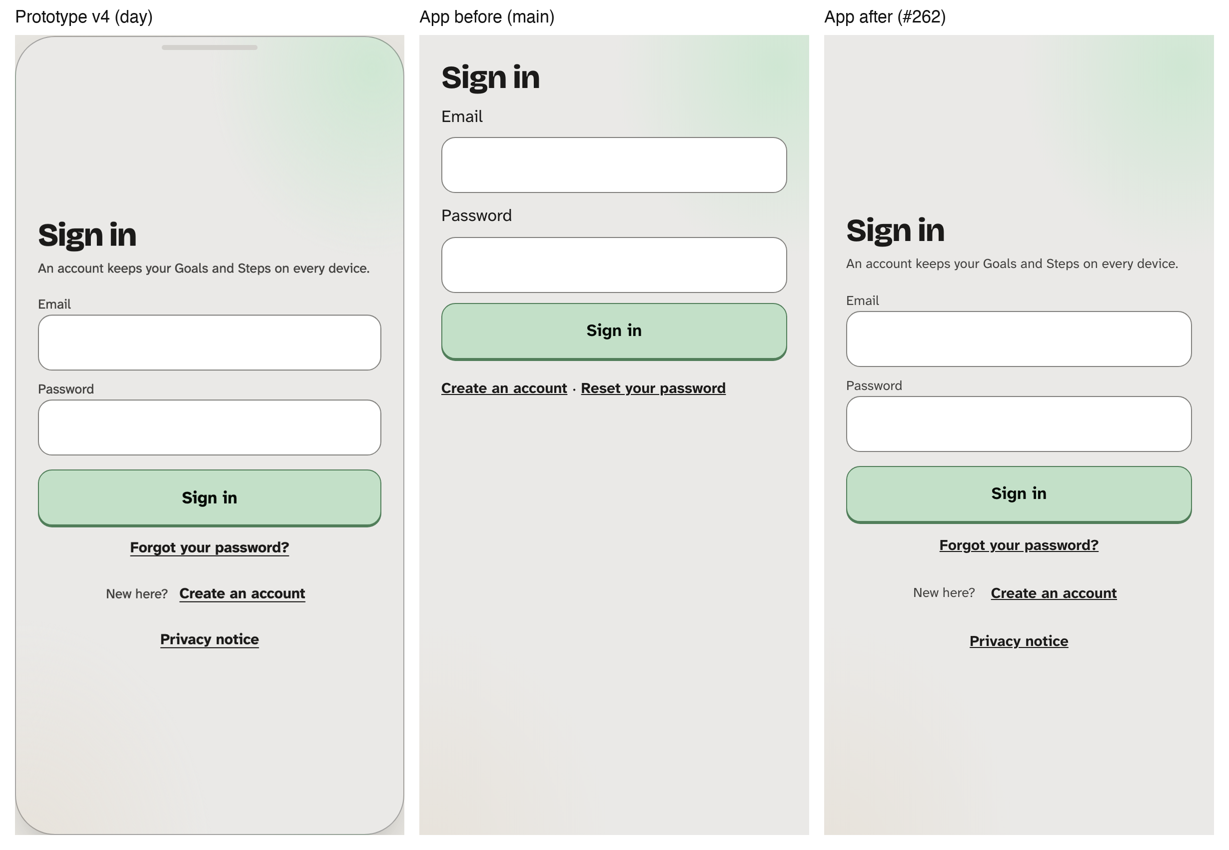 Prototype v4 (day)
Sign in
An account keeps your Goals and Steps on every device.
Email
Password
Sign in
Forgot your password?
New here? Create an account
Privacy notice
App before (main)
Sign in
Email
Password
Sign in
Create an account · Reset your password
App after (#262)
Sign in
An account keeps your Goals and Steps on every device.
Email
Password
Sign in
Forgot your password?
New here? Create an account
Privacy notice